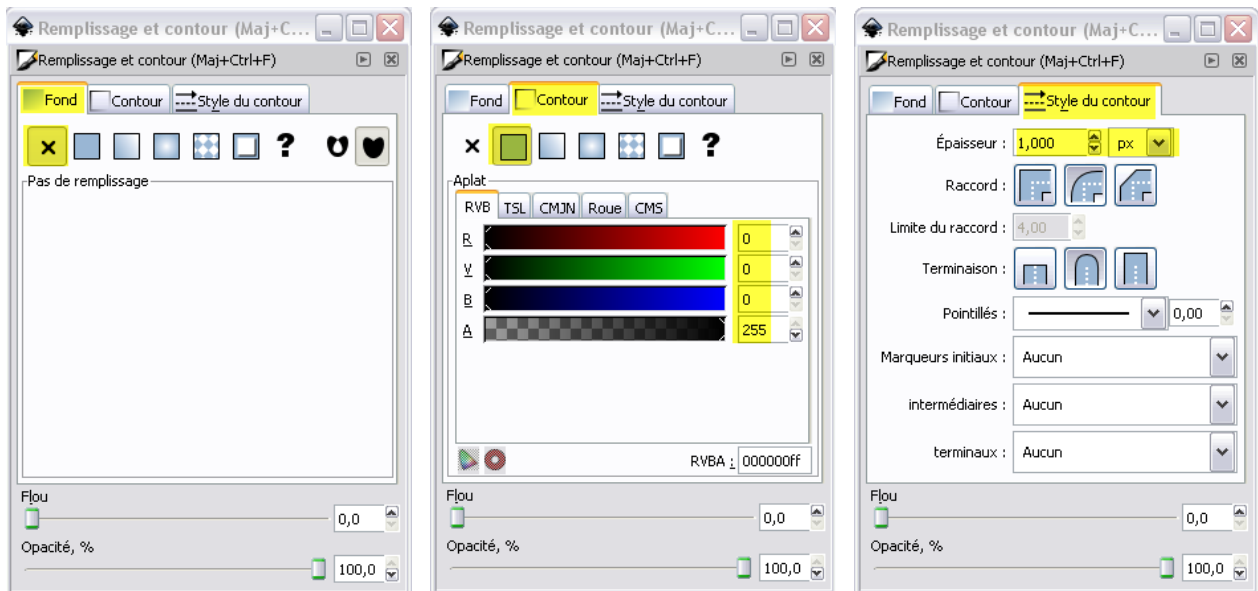 Remplissage et contour (Maj+C...
Remplissage et contour (Maj+Ctrl+F)
Fond Contour Style du contour
?
Pas de remplissage
Flou
0,0
Opacité, %
100,0
Remplissage et contour (Maj+C...
Remplissage et contour (Maj+Ctrl+F)
Fond Contour Style du contour
?
Aplat
RVB TSL CMJN Roue CMS
R 0
V 0
B 0
A 255
RVBA : 000000ff
Flou
0,0
Opacité, %
100,0
Remplissage et contour (Maj+C...
Remplissage et contour (Maj+Ctrl+F)
Fond Contour Style du contour
Épaisseur : 1,000 px
Raccord :
Limite du raccord : 4,00
Terminaison :
Pointillés : 0,00
Marqueurs initiaux : Aucun
intermédiaires : Aucun
terminaux : Aucun
Flou
0,0
Opacité, %
100,0